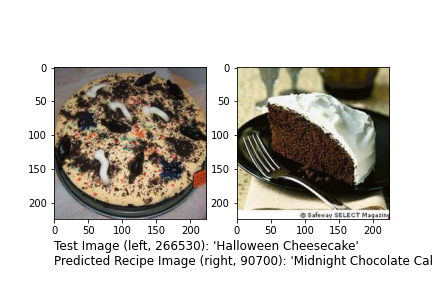 0
50
100
150
200
0 50 100 150 200
0
50
100
150
200
0 50 100 150 200
© Safeway SELECT Magazine
Test Image (left, 266530): 'Halloween Cheesecake'
Predicted Recipe Image (right, 90700): 'Midnight Chocolate Cal